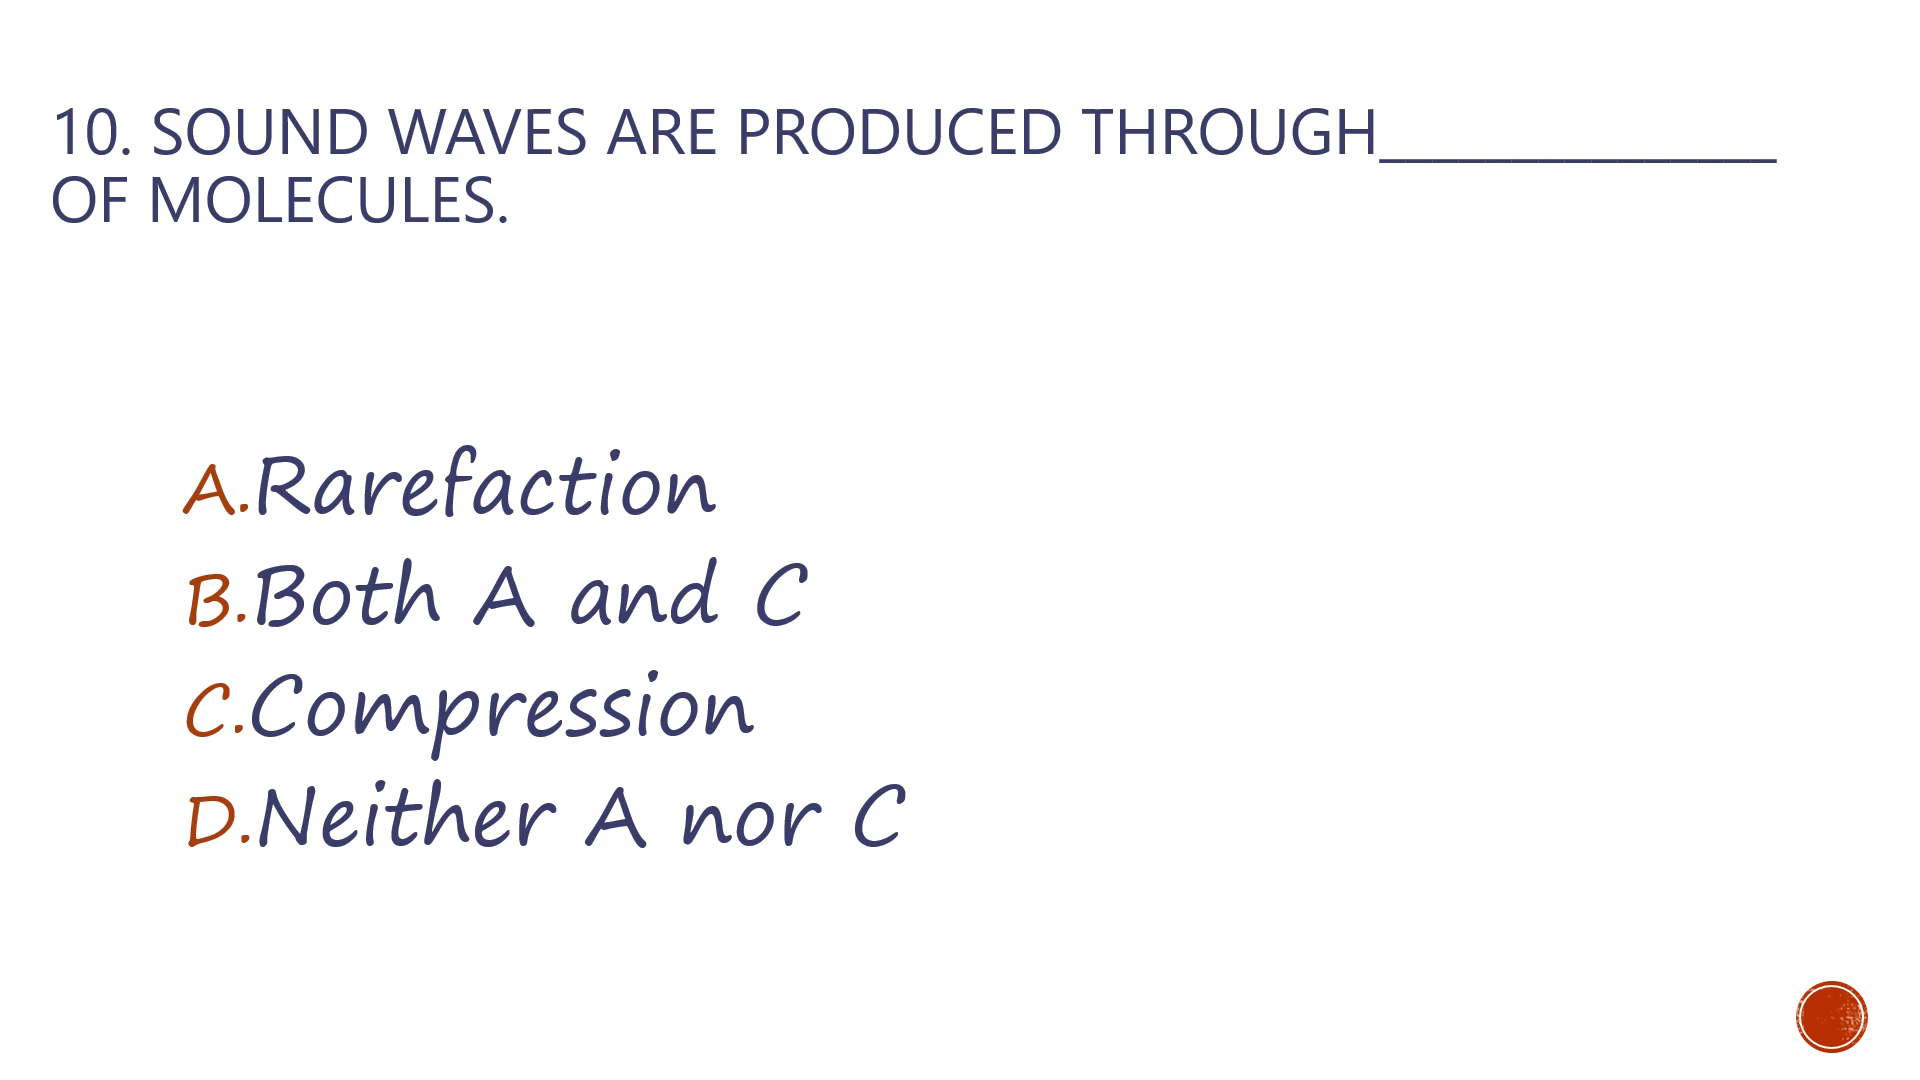 10. SOUND WAVES ARE PRODUCED THROUGH_______________
OF MOLECULES.
A.Rarefaction
B.Both A and C
C.Compression
D.Neither A nor C